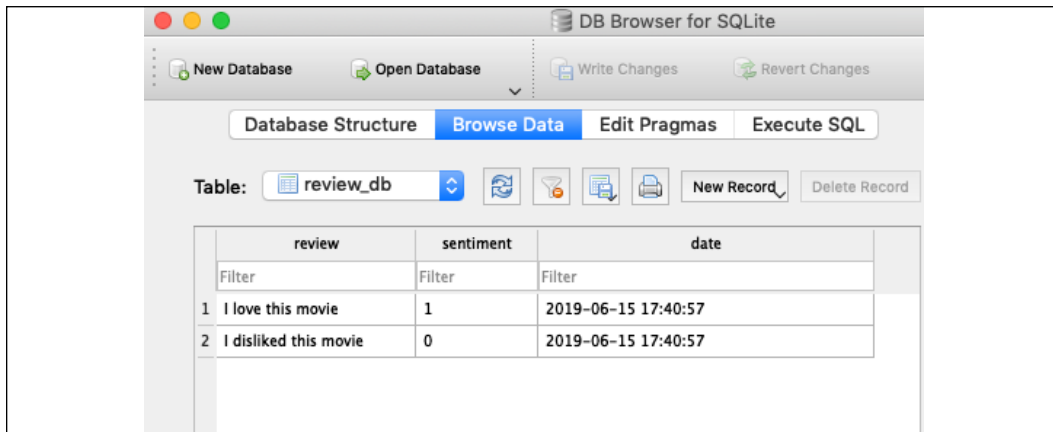 DB Browser for SQLite
New Database Open Database Write Changes Revert Changes
Database Structure Browse Data Edit Pragmas Execute SQL
Table: review_db New Record Delete Record
review sentiment date
Filter Filter Filter
1 I love this movie 1 2019-06-15 17:40:57
2 I disliked this movie 0 2019-06-15 17:40:57